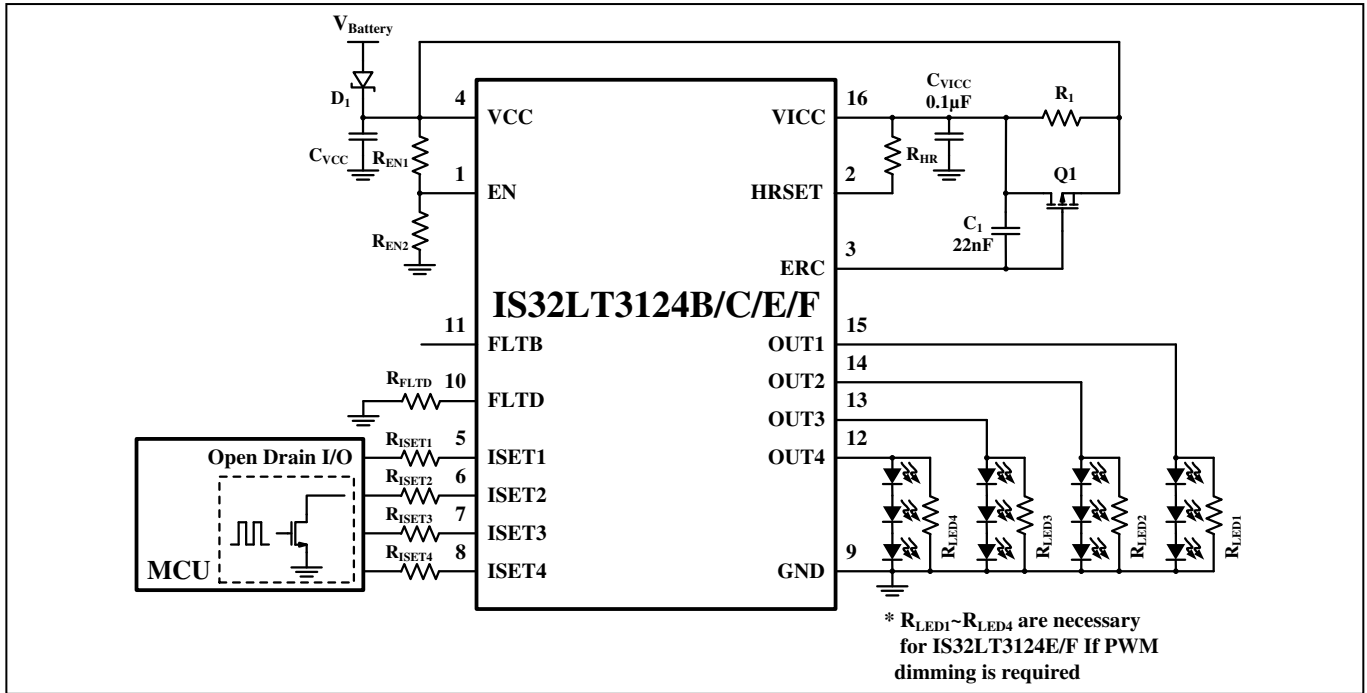 VBattery
D1
CVCC
REN1
REN2
4 VCC
1 EN
11 FLTB
RFLTD 10 FLTD
RISET1 5 ISET1
RISET2 6 ISET2
RISET3 7 ISET3
RISET4 8 ISET4
Open Drain I/O
MCU
IS32LT3124B/C/E/F
VICC 16
HRSET 2
ERC 3
OUT1 15
OUT2 14
OUT3 13
OUT4 12
GND 9
CVICC
0.1µF
RHR
R1
Q1
C1
22nF
RLED4
RLED3
RLED2
RLED1
* RLED1~RLED4 are necessary
for IS32LT3124E/F If PWM
dimming is required